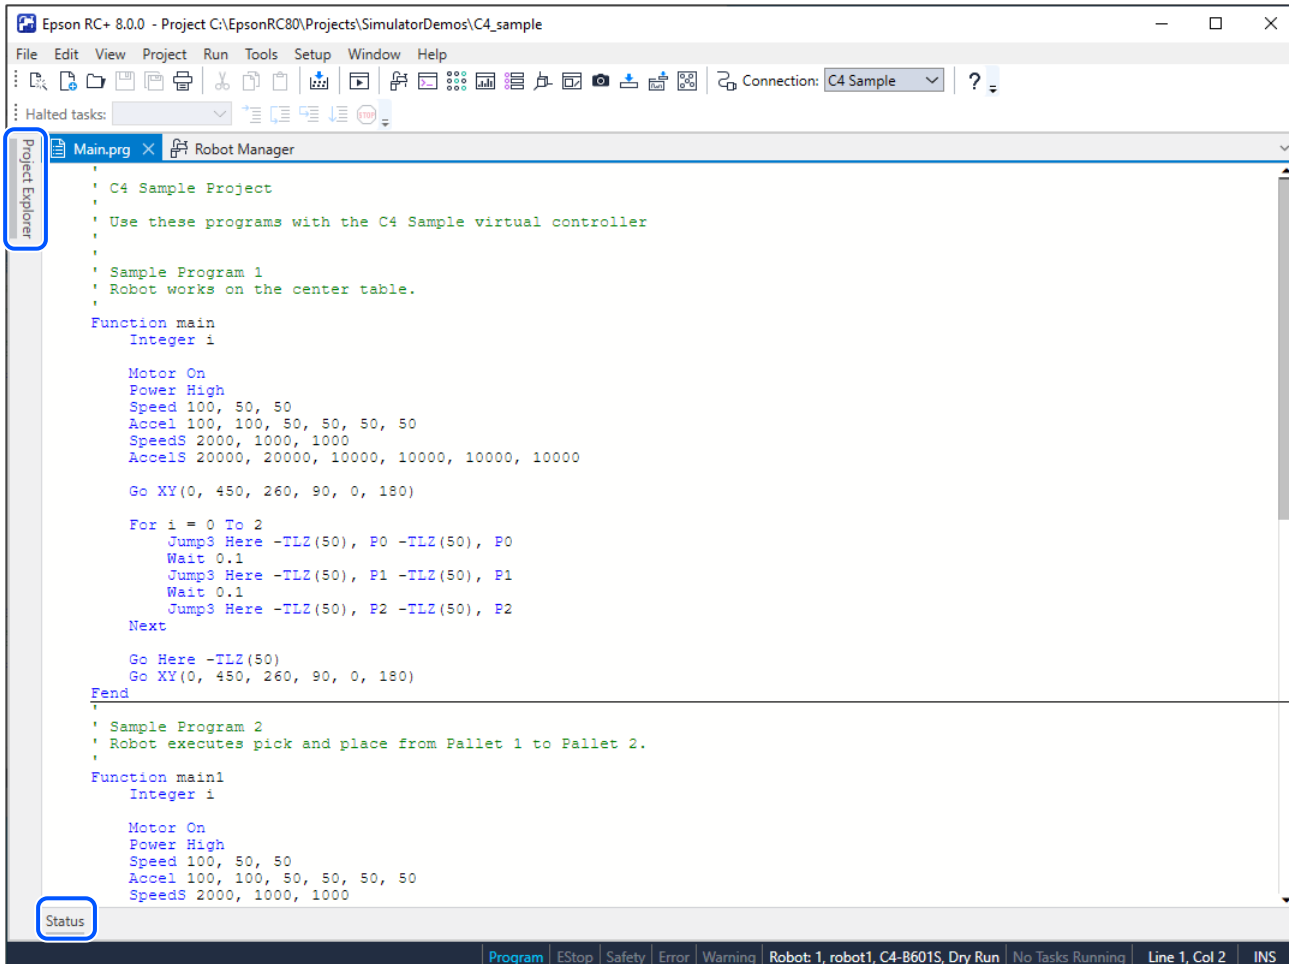 Epson RC+ 8.0.0 - Project C:\EpsonRC80\Projects\SimulatorDemos\C4_sample
File Edit View Project Run Tools Setup Window Help
Connection: C4 Sample ?
Halted tasks: STOP
Project Explorer
Main.prg Robot Manager
'
' C4 Sample Project
'
' Use these programs with the C4 Sample virtual controller
'
'
' Sample Program 1
' Robot works on the center table.
'
Function main
Integer i
Motor On
Power High
Speed 100, 50, 50
Accel 100, 100, 50, 50, 50, 50
SpeedS 2000, 1000, 1000
AccelS 20000, 20000, 10000, 10000, 10000, 10000
Go XY(0, 450, 260, 90, 0, 180)
For i = 0 To 2
Jump3 Here -TLZ(50), P0 -TLZ(50), P0
Wait 0.1
Jump3 Here -TLZ(50), P1 -TLZ(50), P1
Wait 0.1
Jump3 Here -TLZ(50), P2 -TLZ(50), P2
Next
Go Here -TLZ(50)
Go XY(0, 450, 260, 90, 0, 180)
Fend
'
' Sample Program 2
' Robot executes pick and place from Pallet 1 to Pallet 2.
'
Function main1
Integer i
Motor On
Power High
Speed 100, 50, 50
Accel 100, 100, 50, 50, 50, 50
SpeedS 2000, 1000, 1000
Status
Program EStop Safety Error Warning Robot: 1, robot1, C4-B601S, Dry Run No Tasks Running Line 1, Col 2 INS